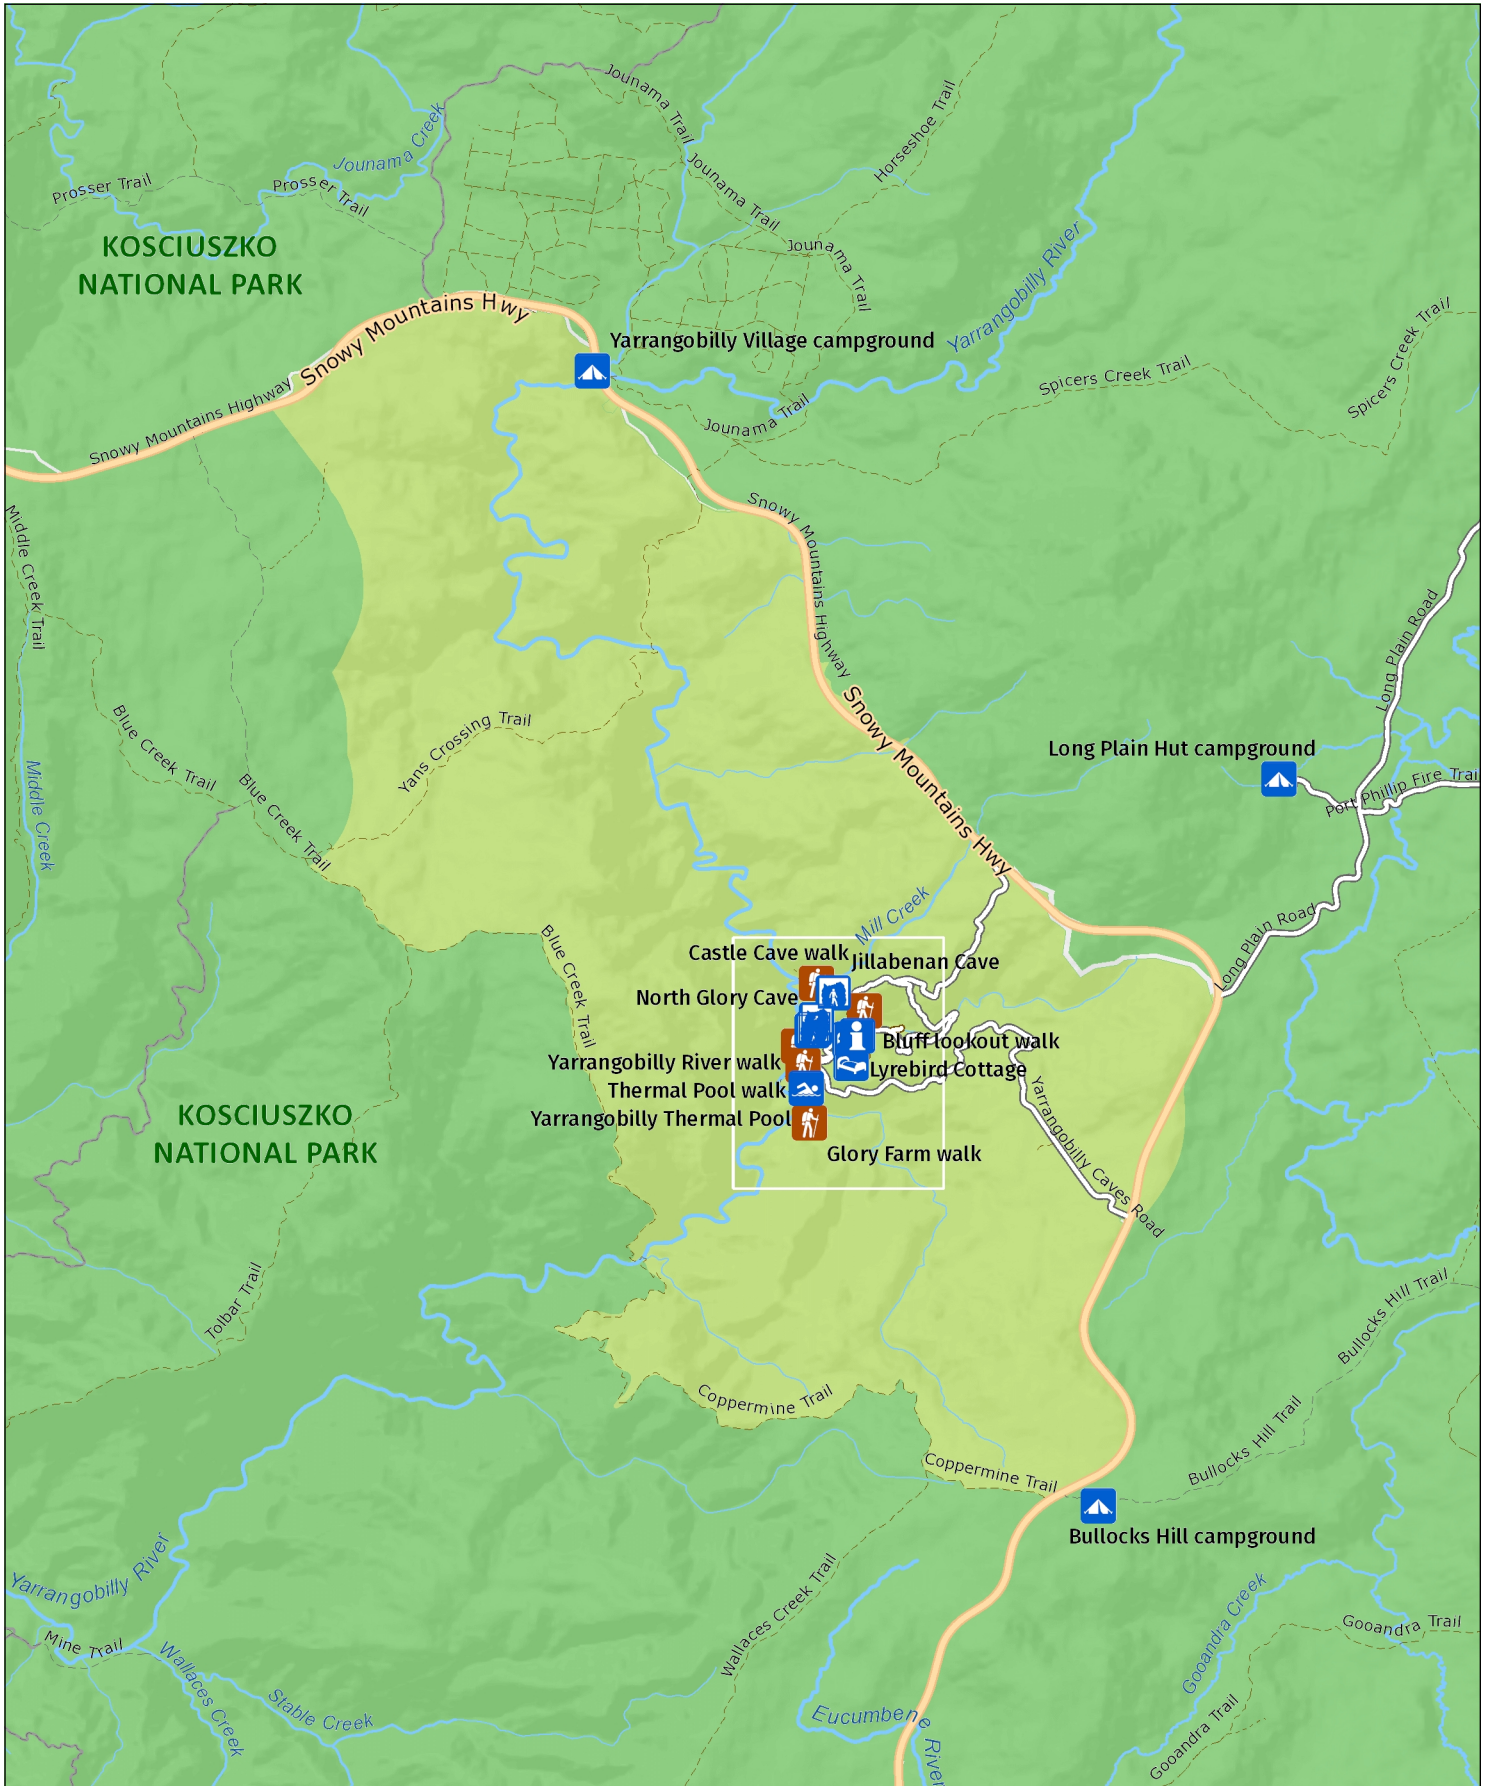 Jounama Trail
Horseshoe Trail
Jounama Creek
Prosser Trail
Prosser Trail
Jounama Trail
KOSCIUSZKO
NATIONAL PARK
Jounama Trail
Yarrangobilly River
Snowy Mountains Hwy
Yarrangobilly Village campground
Spicers Creek Trail
Spicers Creek Trail
Snowy Mountains Highway
Jounama Trail
Middle Creek Trail
Snowy Mountains Highway
Long Plain Road
Blue Creek Trail
Yans Crossing Trail
Snowy Mountains Hwy
Long Plain Hut campground
Port Phillip Fire Trai
Middle Creek
Blue Creek Trail
Mill Creek
Long Plain Road
Blue Creek Trail
Castle Cave walk
Jillabenan Cave
North Glory Cave
Bluff lookout walk
Yarrangobilly River walk
Lyrebird Cottage
Thermal Pool walk
Yarrangobilly Thermal Pool
Glory Farm walk
KOSCIUSZKO
NATIONAL PARK
Yarrangobilly Caves Road
Tolbar Trail
Bullocks Hill Trail
Coppermine Trail
Bullocks Hill Trail
Coppermine Trail
Bullocks Hill campground
Yarrangobilly River
Wallaces Creek Trail
Gooandra Creek
Gooandra Trail
Mine Trail
Wallaces Creek
Stable Creek
Eucumbene River
Gooandra Trail